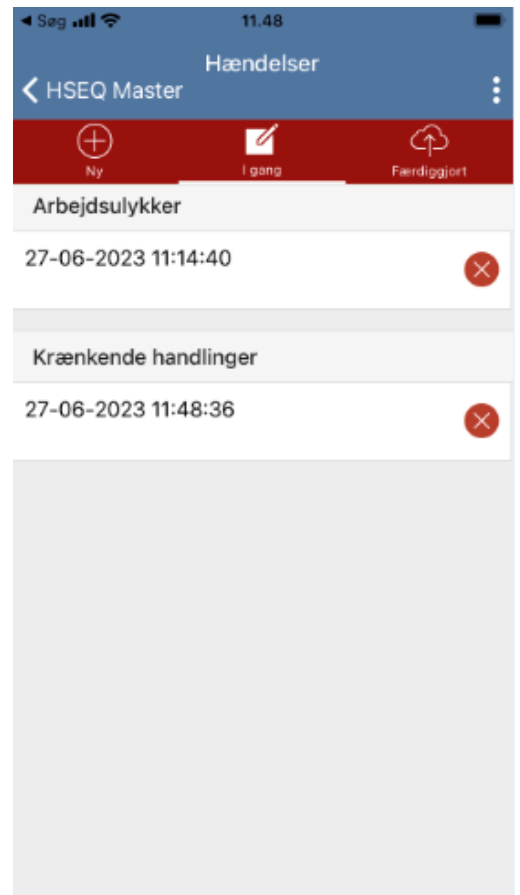 Søg
11.48
Hændelser
HSEQ Master
Ny
I gang
Færdiggjort
Arbejdsulykker
27-06-2023 11:14:40
Krænkende handlinger
27-06-2023 11:48:36